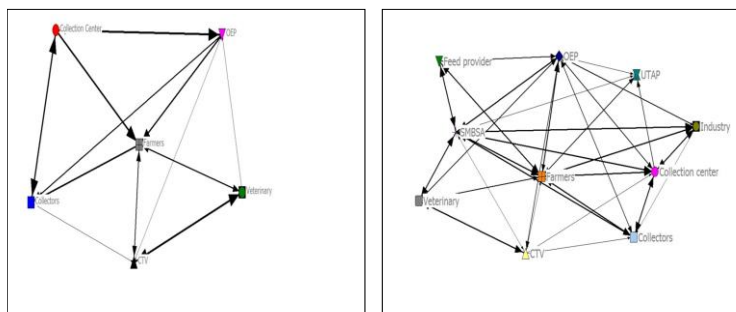 Collection Center
OEP
Farmers
Collectors
Veterinary
CTV
OEP
Feed provider
UTAP
Industry
SMBSA
Farmers
Collection center
Veterinary
Collectors
CTV